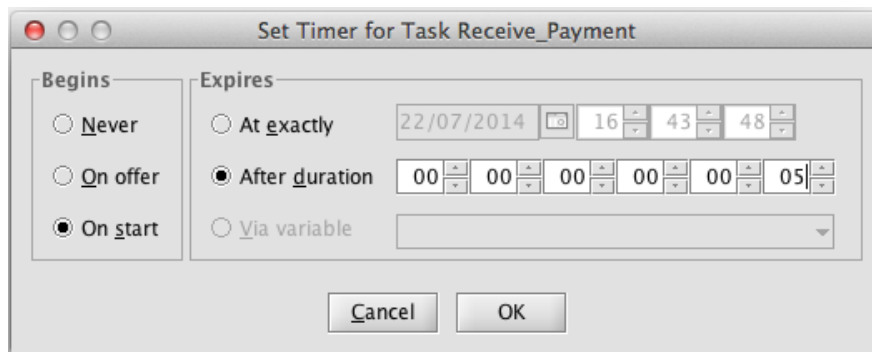 Set Timer for Task Receive_Payment
Begins
Never
On offer
On start
Expires
At exactly 22/07/2014 16 43 48
After duration 00 00 00 00 00 05
Via variable
Cancel OK